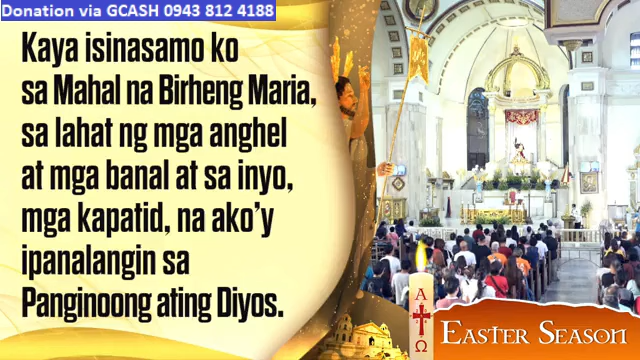 Donation via GCASH 0943 812 4188
Kaya isinasamo ko
sa Mahal na Birheng Maria,
sa lahat ng mga anghel
at mga banal at sa inyo,
mga kapatid, na ako'y
ipanalangin sa
Panginoong ating Diyos.
A
Ω
EASTER SEASON